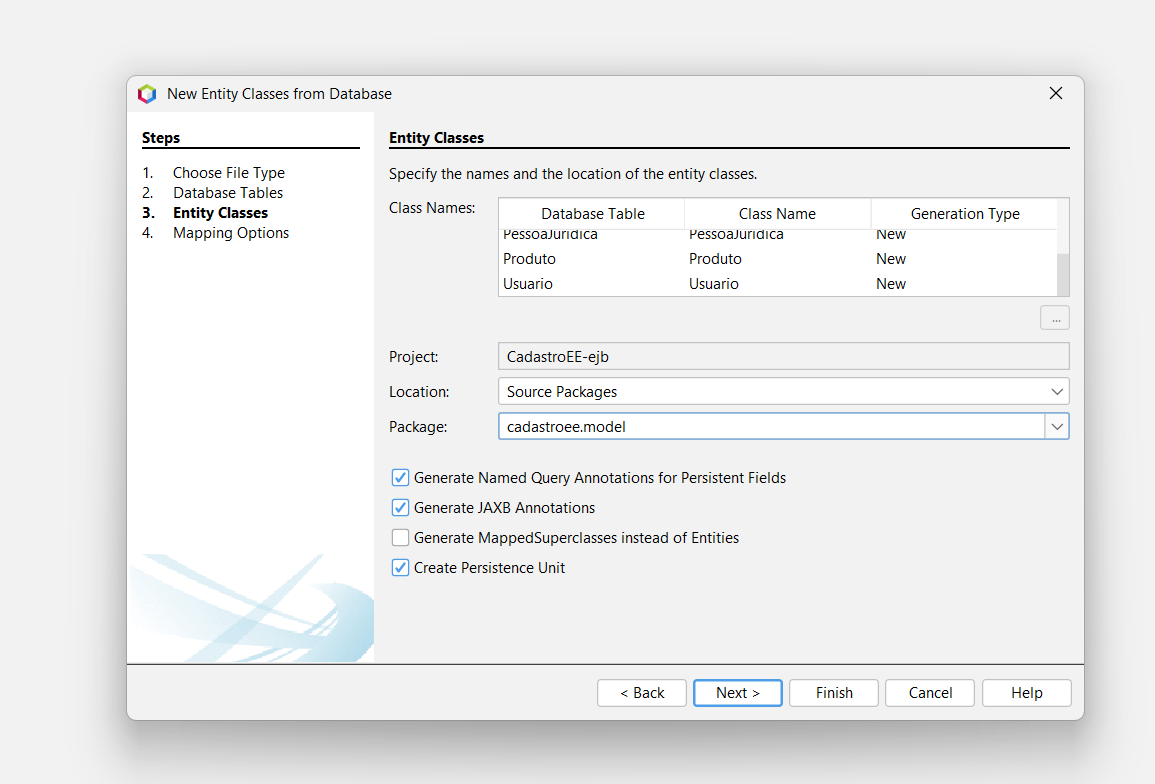 New Entity Classes from Database
Steps
1. Choose File Type
2. Database Tables
3. Entity Classes
4. Mapping Options
Entity Classes
Specify the names and the location of the entity classes.
Class Names:
Database Table Class Name Generation Type
PessoaJuridica PessoaJuridica New
Produto Produto New
Usuario Usuario New
...
Project: CadastroEE-ejb
Location: Source Packages
Package: cadastroee.model
Generate Named Query Annotations for Persistent Fields
Generate JAXB Annotations
Generate MappedSuperclasses instead of Entities
Create Persistence Unit
< Back Next > Finish Cancel Help